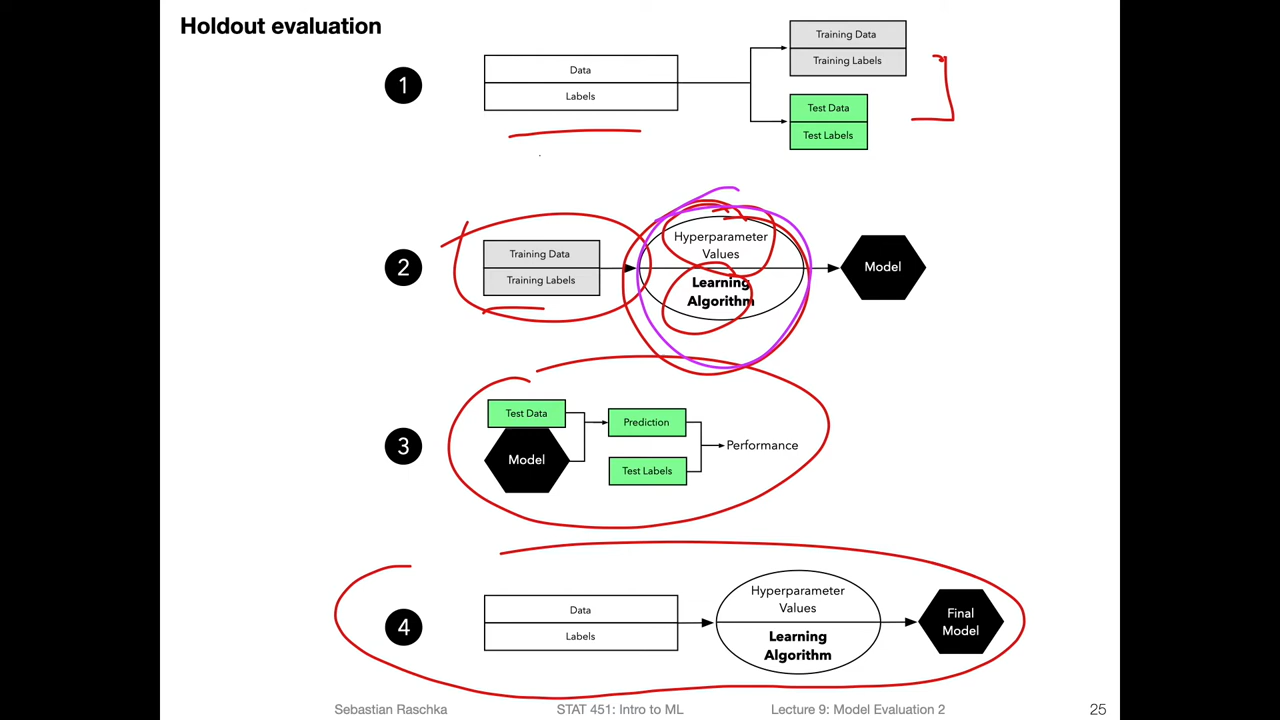 Holdout evaluation
1
Data
Labels
Training Data
Training Labels
Test Data
Test Labels
2
Training Data
Training Labels
Hyperparameter
Values
Learning
Algorithm
Model
3
Test Data
Model
Prediction
Test Labels
Performance
4
Data
Labels
Hyperparameter
Values
Learning
Algorithm
Final
Model
Sebastian Raschka
STAT 451: Intro to ML
Lecture 9: Model Evaluation 2
25